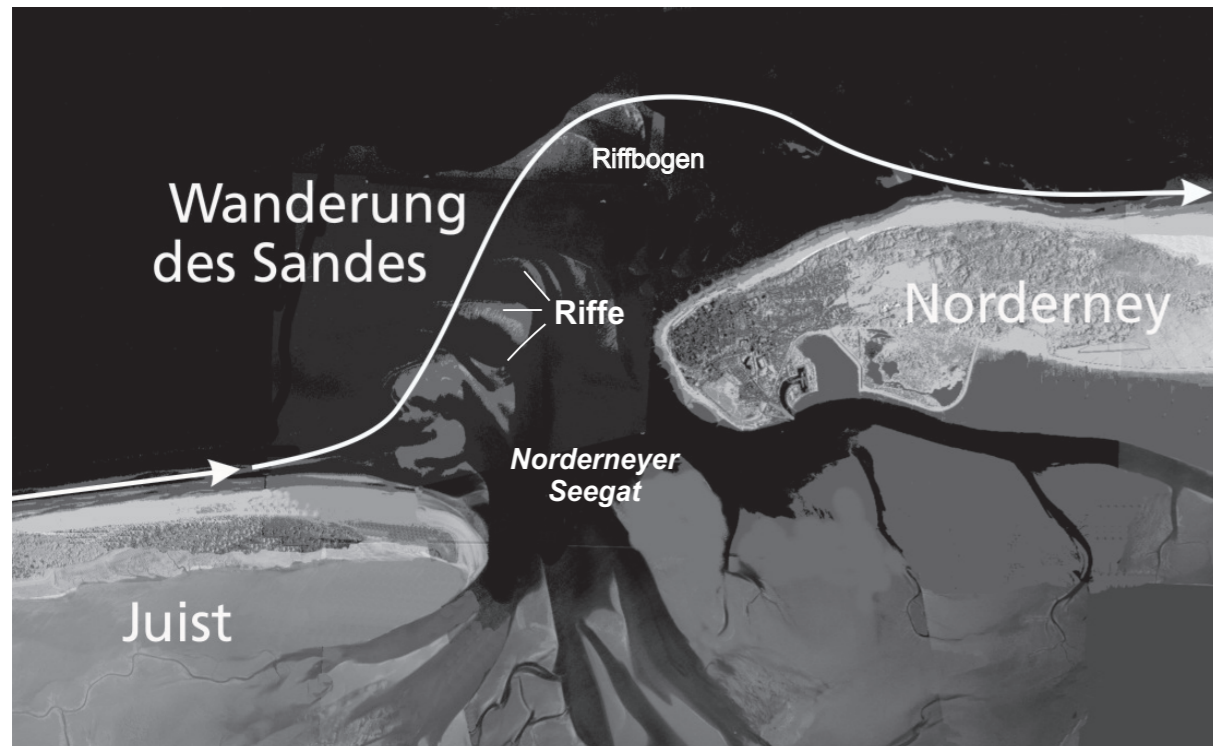 Riffbogen
Wanderung
des Sandes
Riffe
Norderney
Norderneyer
Seegat
Juist